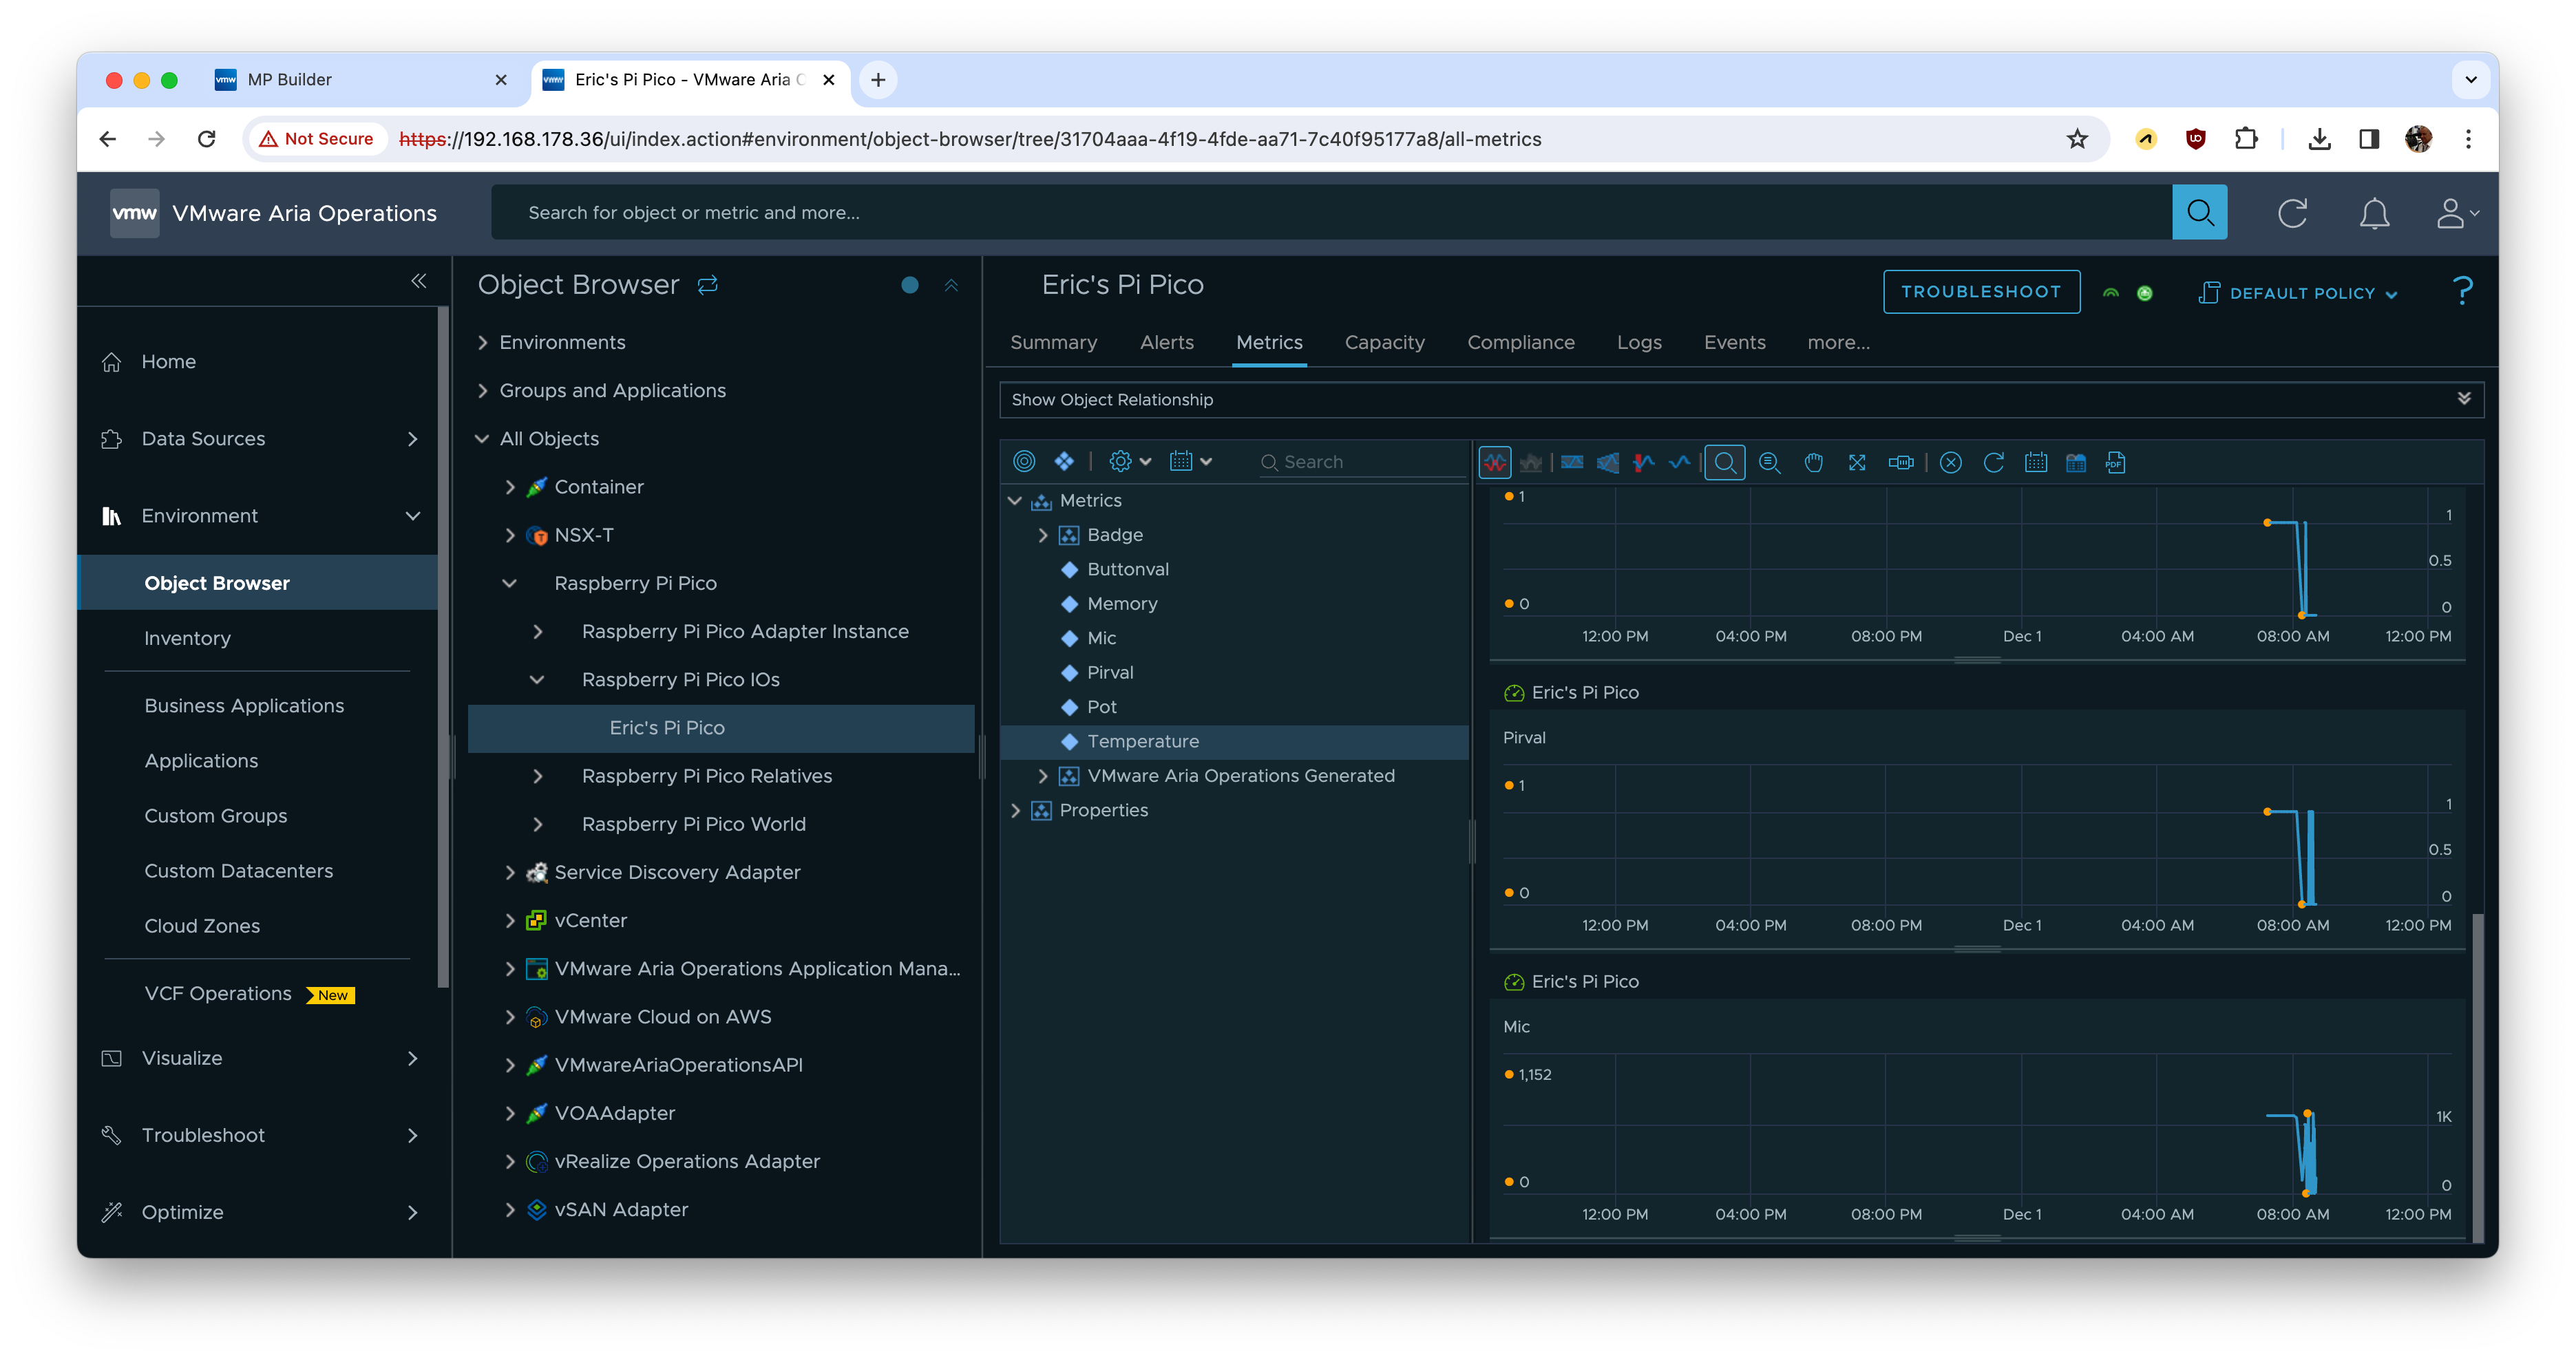 MP Builder
Eric's Pi Pico - VMware Aria
Not Secure
https://192.168.178.36/ui/index.action#environment/object-browser/tree/31704aaa-4f19-4fde-aa71-7c40f95177a8/all-metrics
vmw VMware Aria Operations
Search for object or metric and more...
Home
Data Sources
Environment
Object Browser
Inventory
Business Applications
Applications
Custom Groups
Custom Datacenters
Cloud Zones
VCF Operations New
Visualize
Troubleshoot
Optimize
Object Browser
Environments
Groups and Applications
All Objects
Container
NSX-T
Raspberry Pi Pico
Raspberry Pi Pico Adapter Instance
Raspberry Pi Pico IOs
Eric's Pi Pico
Raspberry Pi Pico Relatives
Raspberry Pi Pico World
Service Discovery Adapter
vCenter
VMware Aria Operations Application Mana...
VMware Cloud on AWS
VMwareAriaOperationsAPI
VOAAdapter
vRealize Operations Adapter
vSAN Adapter
Eric's Pi Pico
TROUBLESHOOT
DEFAULT POLICY
?
Summary Alerts Metrics Capacity Compliance Logs Events more...
Show Object Relationship
Search
Metrics
Badge
Buttonval
Memory
Mic
Pirval
Pot
Temperature
VMware Aria Operations Generated
Properties
PDF
1
1
0.5
0
0
12:00 PM 04:00 PM 08:00 PM Dec 1 04:00 AM 08:00 AM 12:00 PM
Eric's Pi Pico
Pirval
1
1
0.5
0
0
12:00 PM 04:00 PM 08:00 PM Dec 1 04:00 AM 08:00 AM 12:00 PM
Eric's Pi Pico
Mic
1,152
1K
0
0
12:00 PM 04:00 PM 08:00 PM Dec 1 04:00 AM 08:00 AM 12:00 PM